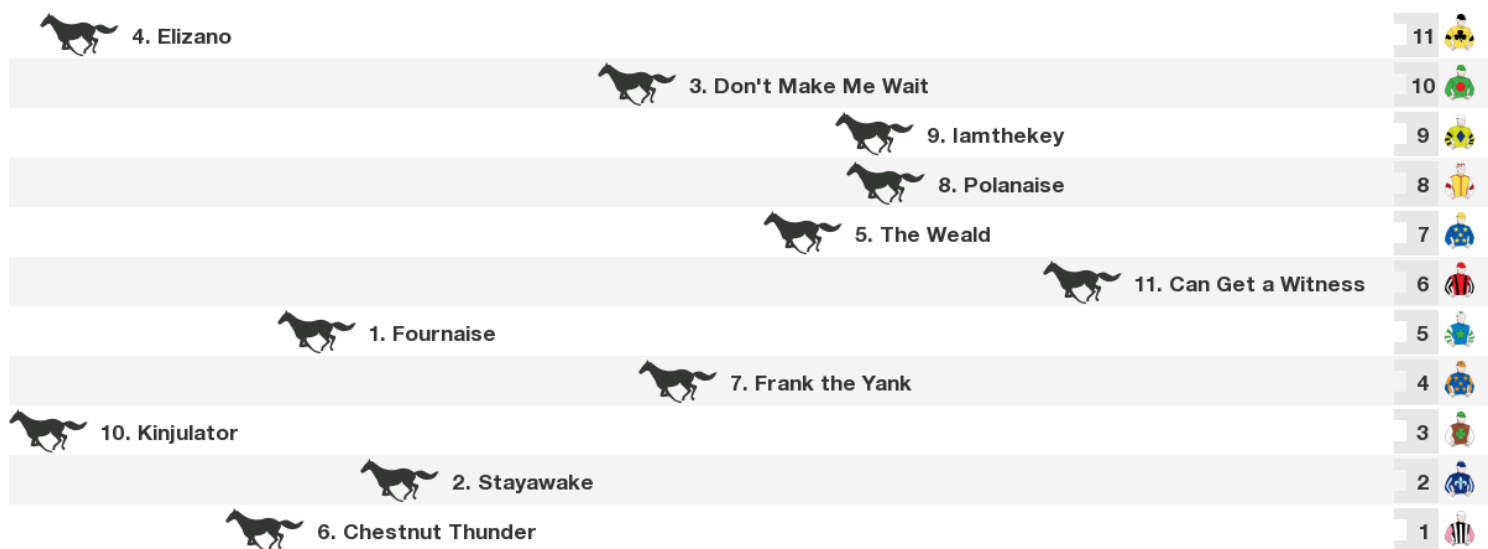 4. Elizano 11
3. Don't Make Me Wait 10
9. Iamthekey 9
8. Polanaise 8
5. The Weald 7
11. Can Get a Witness 6
1. Fournaise 5
7. Frank the Yank 4
10. Kinjulator 3
2. Stayawake 2
6. Chestnut Thunder 1